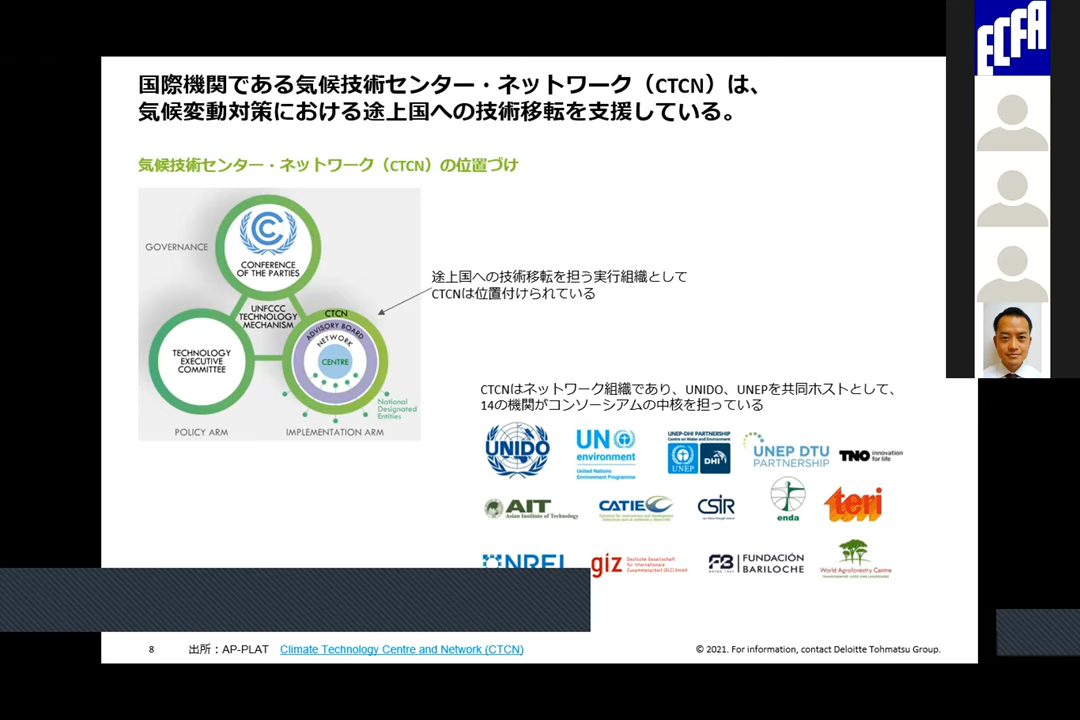 国際機関である気候技術センター・ネットワーク（CTCN）は、
気候変動対策における途上国への技術移転を支援している。
気候技術センター・ネットワーク（CTCN）の位置づけ
GOVERNANCE
CONFERENCE
OF THE PARTIES
UNFCCC
TECHNOLOGY
MECHANISM
TECHNOLOGY
EXECUTIVE
COMMITTEE
CTCN
ADVISORY BOARD
NETWORK
CENTRE
National
Designated
Entities
POLICY ARM
IMPLEMENTATION ARM
途上国への技術移転を担う実行組織として
CTCNは位置付けられている
CTCNはネットワーク組織であり、UNIDO、UNEPを共同ホストとして、
14の機関がコンソーシアムの中核を担っている
UNIDO
UN
environment
United Nations
Environment Programme
UNEP-DHI PARTNERSHIP
Centre on Water and Environment
UNEP
DHI
UNEP DTU
PARTNERSHIP
TNO innovation
for life
AIT
Asian Institute of Technology
CATIE
CSIR
enda
teri
NREL
giz
Deutsche Gesellschaft
für Internationale
Zusammenarbeit (GIZ) GmbH
FB
FUNDACIÓN
BARILOCHE
World Agroforestry Centre
8
出所：AP-PLAT Climate Technology Centre and Network (CTCN)
© 2021. For information, contact Deloitte Tohmatsu Group.
ECFA